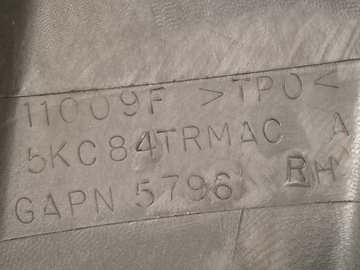 11009F >TPO<
5KC84TRMAC A
GAPN 5796 RH